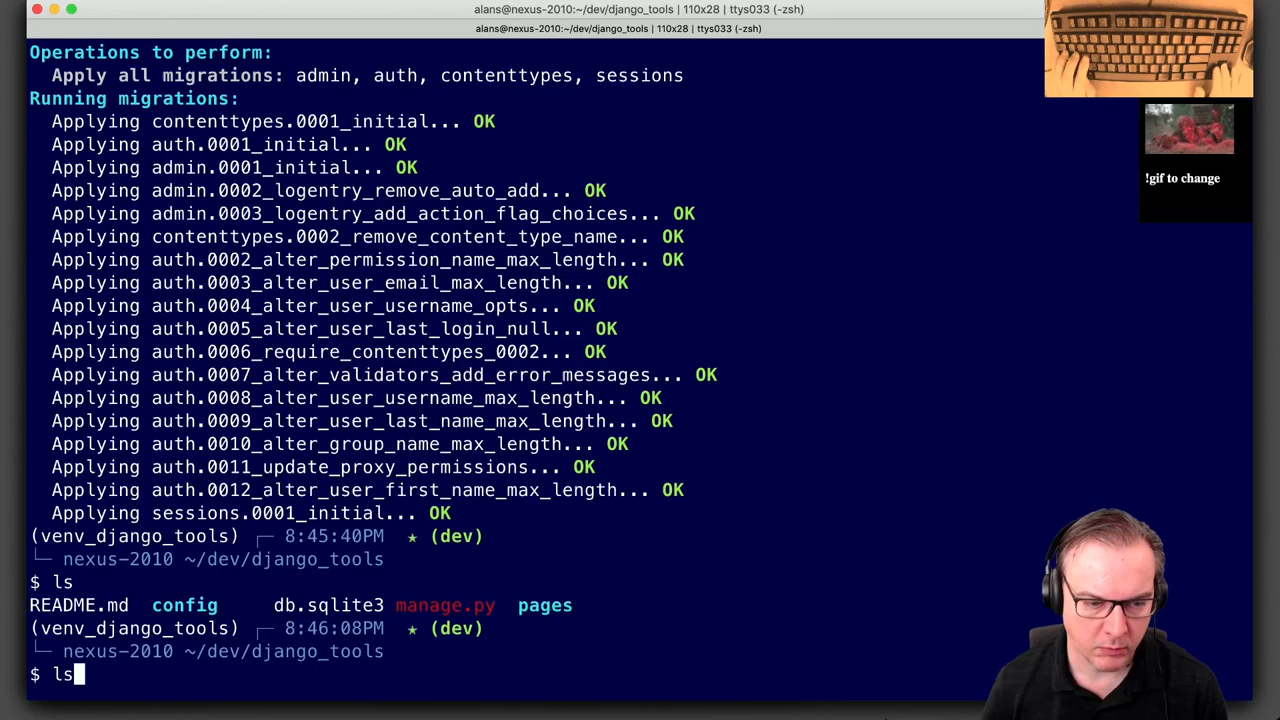 alans@nexus-2010:~/dev/django_tools | 110x28 | ttys033 (-zsh)
alans@nexus-2010:~/dev/django_tools | 110x28 | ttys033 (-zsh)
Operations to perform:
  Apply all migrations: admin, auth, contenttypes, sessions
Running migrations:
  Applying contenttypes.0001_initial... OK
  Applying auth.0001_initial... OK
  Applying admin.0001_initial... OK
  Applying admin.0002_logentry_remove_auto_add... OK
  Applying admin.0003_logentry_add_action_flag_choices... OK
  Applying contenttypes.0002_remove_content_type_name... OK
  Applying auth.0002_alter_permission_name_max_length... OK
  Applying auth.0003_alter_user_email_max_length... OK
  Applying auth.0004_alter_user_username_opts... OK
  Applying auth.0005_alter_user_last_login_null... OK
  Applying auth.0006_require_contenttypes_0002... OK
  Applying auth.0007_alter_validators_add_error_messages... OK
  Applying auth.0008_alter_user_username_max_length... OK
  Applying auth.0009_alter_user_last_name_max_length... OK
  Applying auth.0010_alter_group_name_max_length... OK
  Applying auth.0011_update_proxy_permissions... OK
  Applying auth.0012_alter_user_first_name_max_length... OK
  Applying sessions.0001_initial... OK
(venv_django_tools) ┌─ 8:45:40PM  ★ (dev)
└─ nexus-2010 ~/dev/django_tools
$ ls
README.md  config     db.sqlite3 manage.py  pages
(venv_django_tools) ┌─ 8:46:08PM  ★ (dev)
└─ nexus-2010 ~/dev/django_tools
$ ls
!gif to change